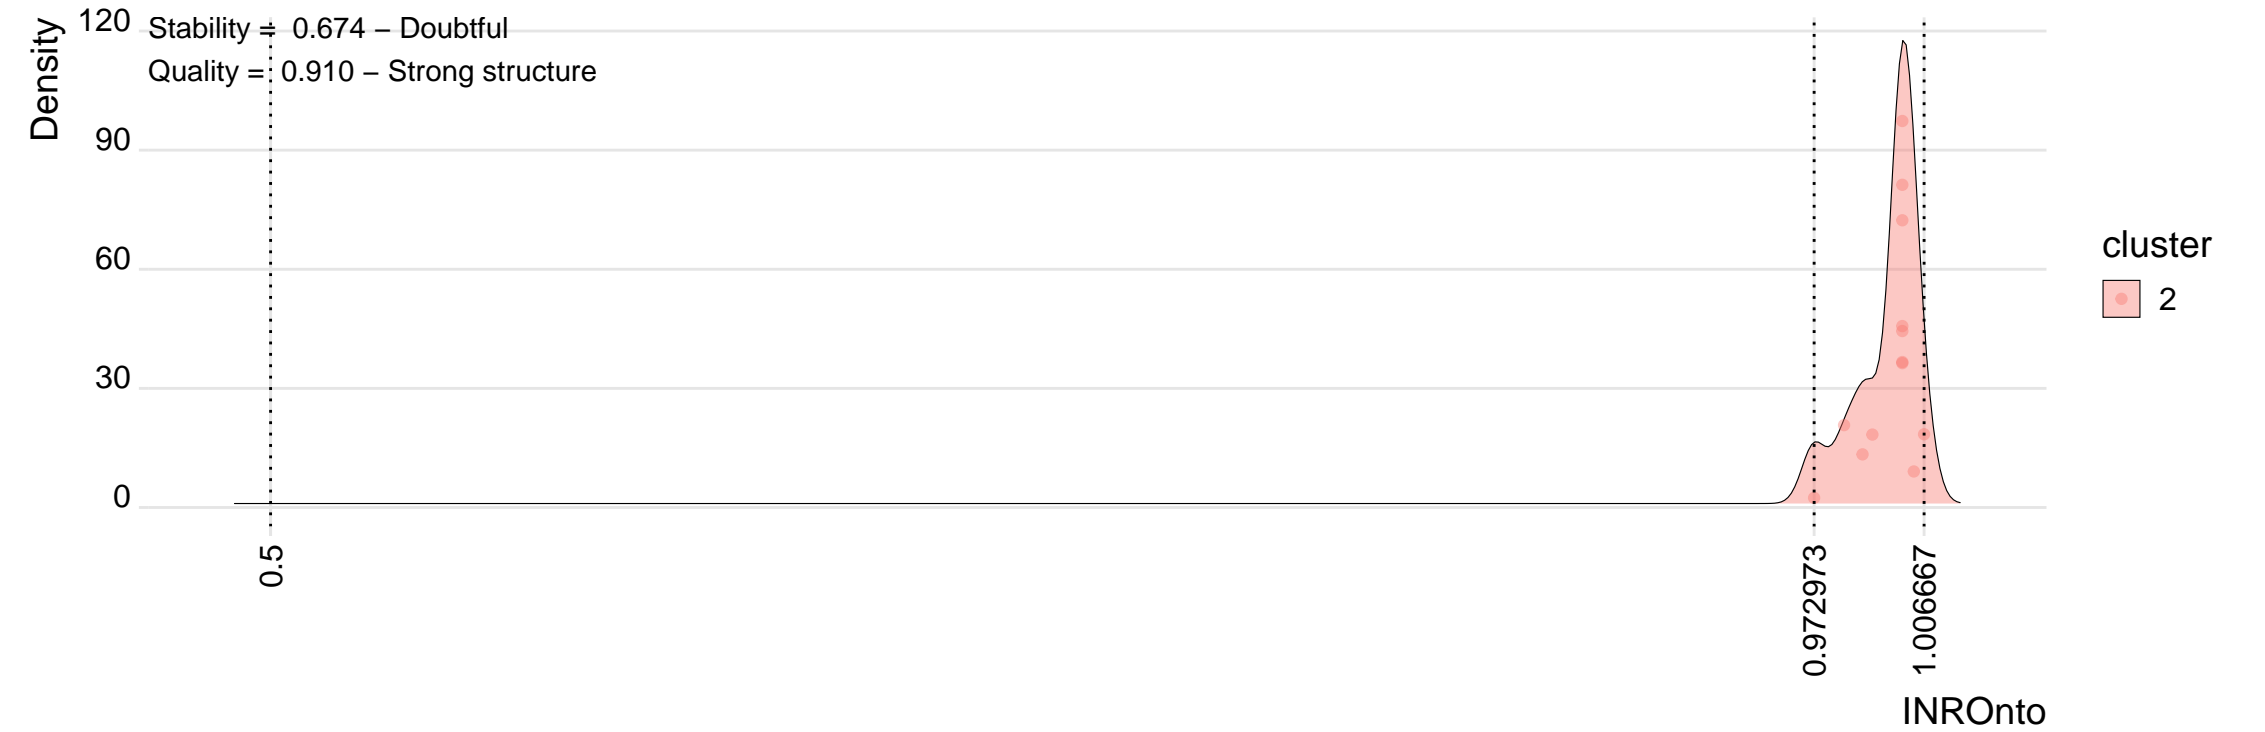 Density
120
90
60
30
0
Stability =  0.674 – Doubtful
Quality =  0.910 – Strong structure
0.5
0.972973
1.006667
INROnto
cluster
2